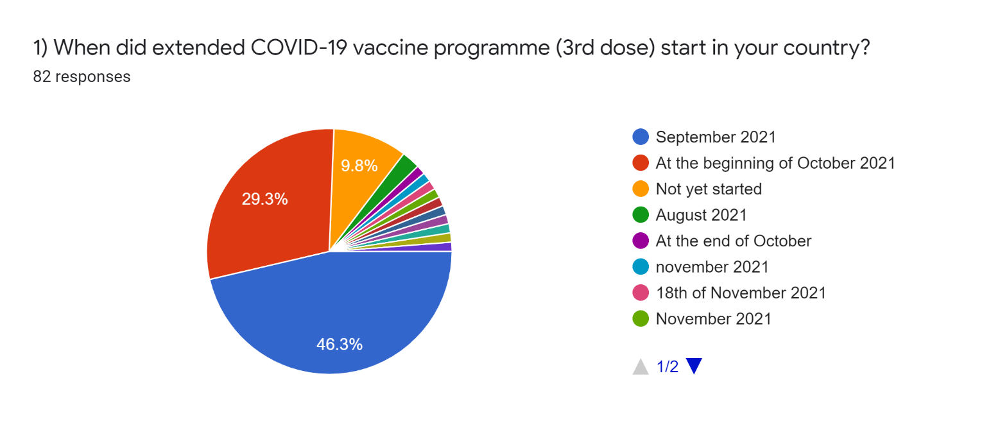 1) When did extended COVID-19 vaccine programme (3rd dose) start in your country?
82 responses
9.8%
29.3%
46.3%
September 2021
At the beginning of October 2021
Not yet started
August 2021
At the end of October
november 2021
18th of November 2021
November 2021
1/2